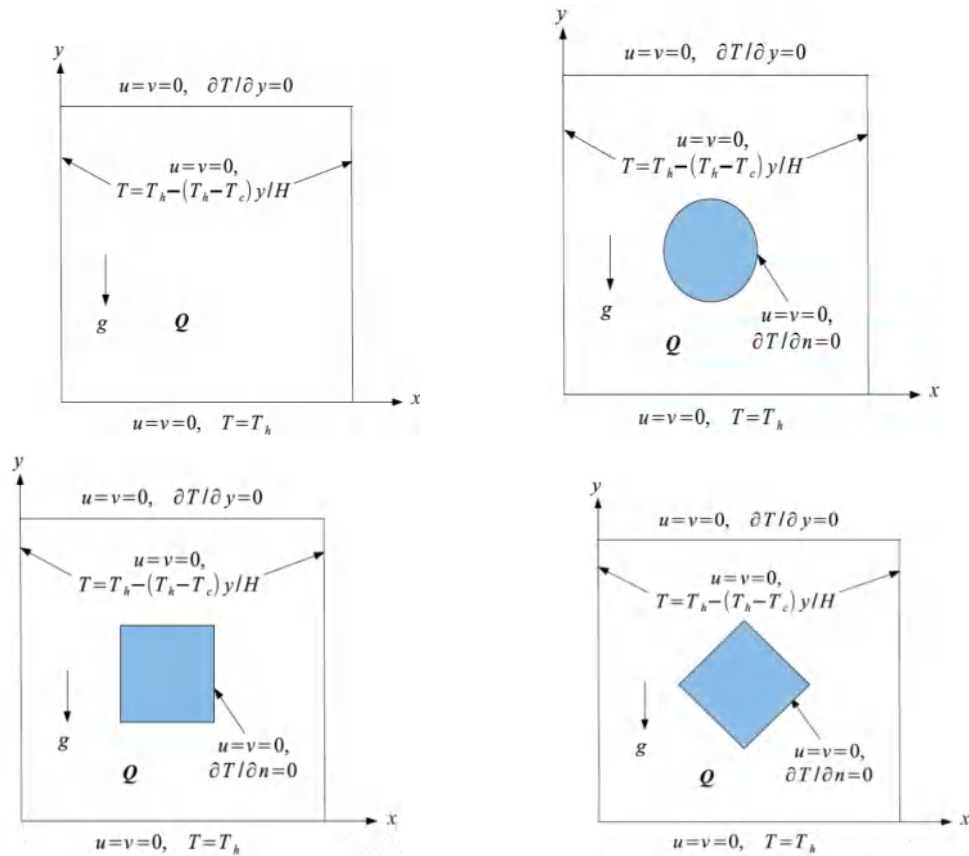 y
u=v=0, ∂T/∂y=0
u=v=0,
T=T_h−(T_h−T_c)y/H
g
Q
x
u=v=0, T=T_h
y
u=v=0, ∂T/∂y=0
u=v=0,
T=T_h−(T_h−T_c)y/H
g
u=v=0,
∂T/∂n=0
Q
x
u=v=0, T=T_h
y
u=v=0, ∂T/∂y=0
u=v=0,
T=T_h−(T_h−T_c)y/H
g
u=v=0,
∂T/∂n=0
Q
x
u=v=0, T=T_h
y
u=v=0, ∂T/∂y=0
u=v=0,
T=T_h−(T_h−T_c)y/H
g
u=v=0,
∂T/∂n=0
Q
x
u=v=0, T=T_h